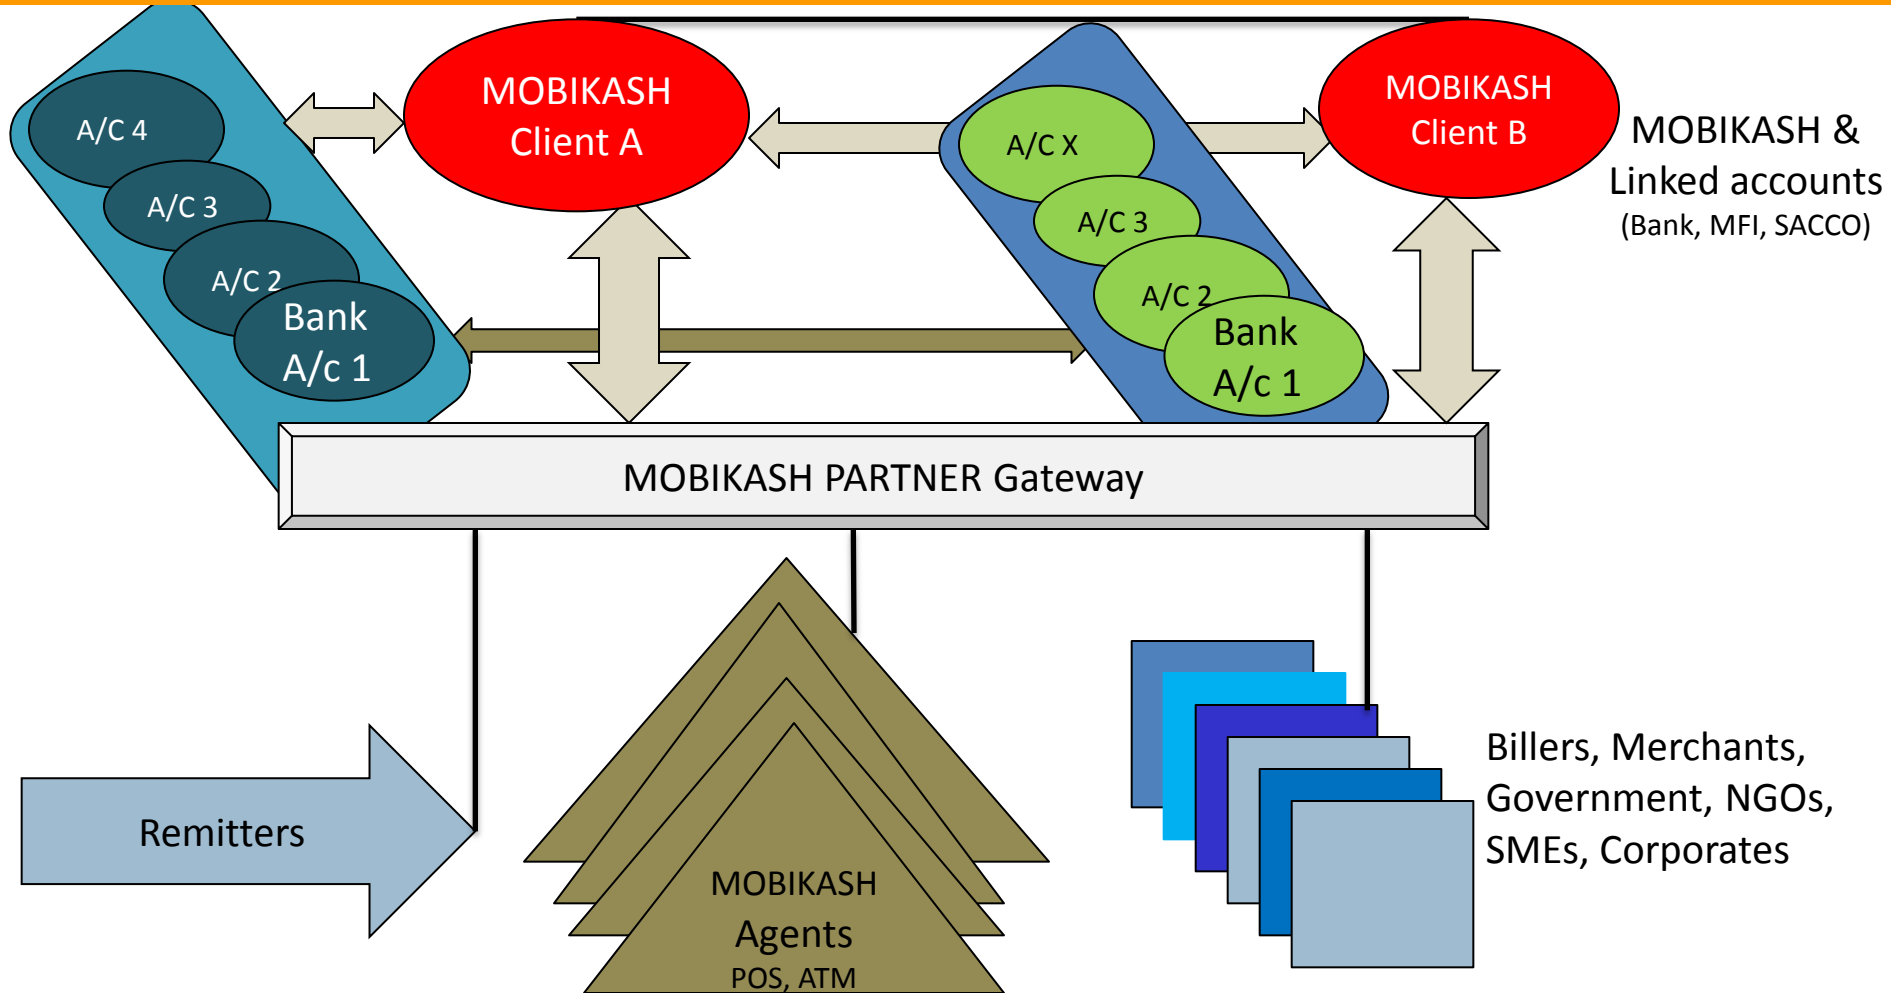 MOBIKASH
Client A
MOBIKASH
Client B
A/C 4
A/C 3
A/C 2
Bank
A/c 1
A/C X
A/C 3
A/C 2
Bank
A/c 1
MOBIKASH &
Linked accounts
(Bank, MFI, SACCO)
MOBIKASH PARTNER Gateway
Remitters
MOBIKASH
Agents
POS, ATM
Billers, Merchants,
Government, NGOs,
SMEs, Corporates